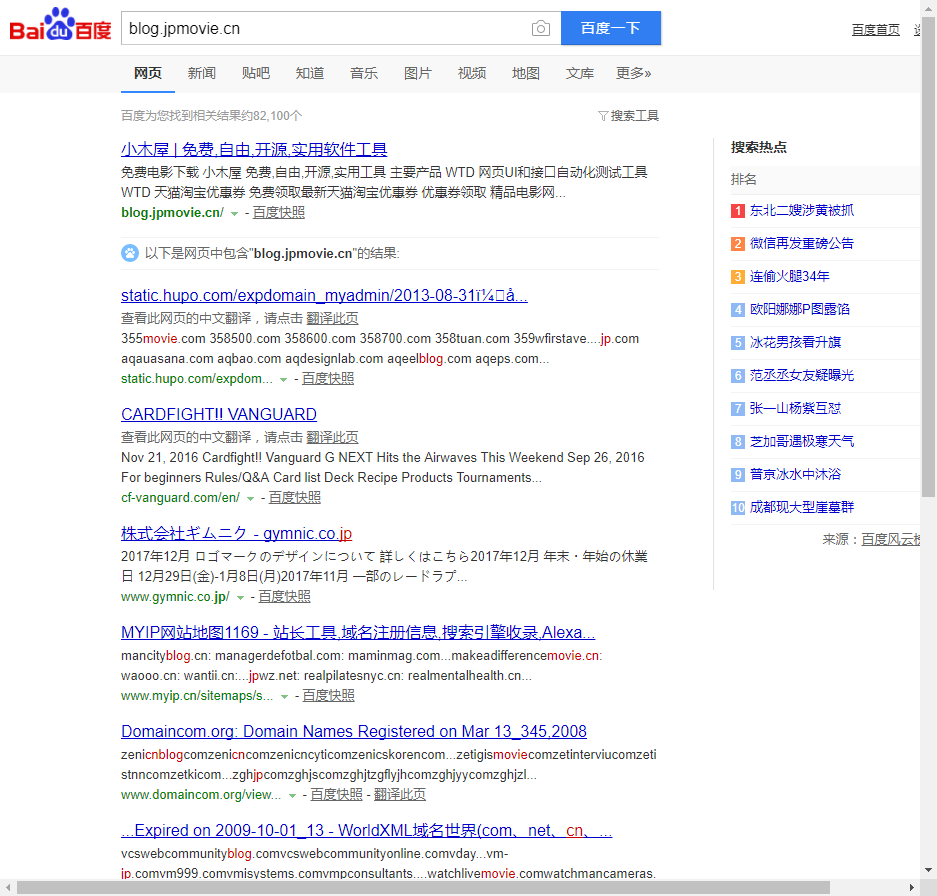 Bai du 百度
blog.jpmovie.cn
百度一下
百度首页
网页 新闻 贴吧 知道 音乐 图片 视频 地图 文库 更多»
百度为您找到相关结果约82,100个
搜索工具
小木屋 | 免费,自由,开源,实用软件工具
免费电影下载 小木屋 免费,自由,开源,实用工具 主要产品 WTD 网页UI和接口自动化测试工具
WTD 天猫淘宝优惠券 免费领取最新天猫淘宝优惠券 优惠券领取 精品电影网...
blog.jpmovie.cn/ - 百度快照
以下是网页中包含"blog.jpmovie.cn"的结果:
static.hupo.com/expdomain_myadmin/2013-08-31ï¼å...
查看此网页的中文翻译，请点击 翻译此页
355movie.com 358500.com 358600.com 358700.com 358tuan.com 359wfirstave....jp.com
aqauasana.com aqbao.com aqdesignlab.com aqeelblog.com aqeps.com...
static.hupo.com/expdom... - 百度快照
CARDFIGHT!! VANGUARD
查看此网页的中文翻译，请点击 翻译此页
Nov 21, 2016 Cardfight!! Vanguard G NEXT Hits the Airwaves This Weekend Sep 26, 2016
For beginners Rules/Q&A Card list Deck Recipe Products Tournaments...
cf-vanguard.com/en/ - 百度快照
株式会社ギムニク - gymnic.co.jp
2017年12月 ロゴマークのデザインについて 詳しくはこちら2017年12月 年末・年始の休業
日 12月29日(金)-1月8日(月)2017年11月 一部のレードラプ...
www.gymnic.co.jp/ - 百度快照
MYIP网站地图1169 - 站长工具,域名注册信息,搜索引擎收录,Alexa...
mancityblog.cn: managerdefotbal.com: maminmag.com...makeadifferencemovie.cn:
waooo.cn: wantii.cn:...jpwz.net: realpilatesnyc.cn: realmentalhealth.cn...
www.myip.cn/sitemaps/s... - 百度快照
Domaincom.org: Domain Names Registered on Mar 13_345,2008
zenicnblogcomzenicncomzenicncyticomzenicskorencom...zetigismoviecomzetinterviucomzeti
stnncomzetkicom...zghjpcomzghjscomzghjtzgflyjhcomzghjyycomzghjzl...
www.domaincom.org/view... - 百度快照 - 翻译此页
...Expired on 2009-10-01_13 - WorldXML域名世界(com、net、cn、...
vcswebcommunityblog.comvcswebcommunityonline.comvday...vm-
jp.comvm999.comvmisystems.comvmpconsultants....watchlivemovie.comwatchmancameras.
搜索热点
排名
1 东北二嫂涉黄被抓
2 微信再发重磅公告
3 连偷火腿34年
4 欧阳娜娜P图露馅
5 冰花男孩看升旗
6 范丞丞女友疑曝光
7 张一山杨紫互怼
8 芝加哥遇极寒天气
9 普京冰水中沐浴
10 成都现大型崖墓群
来源：百度风云榜